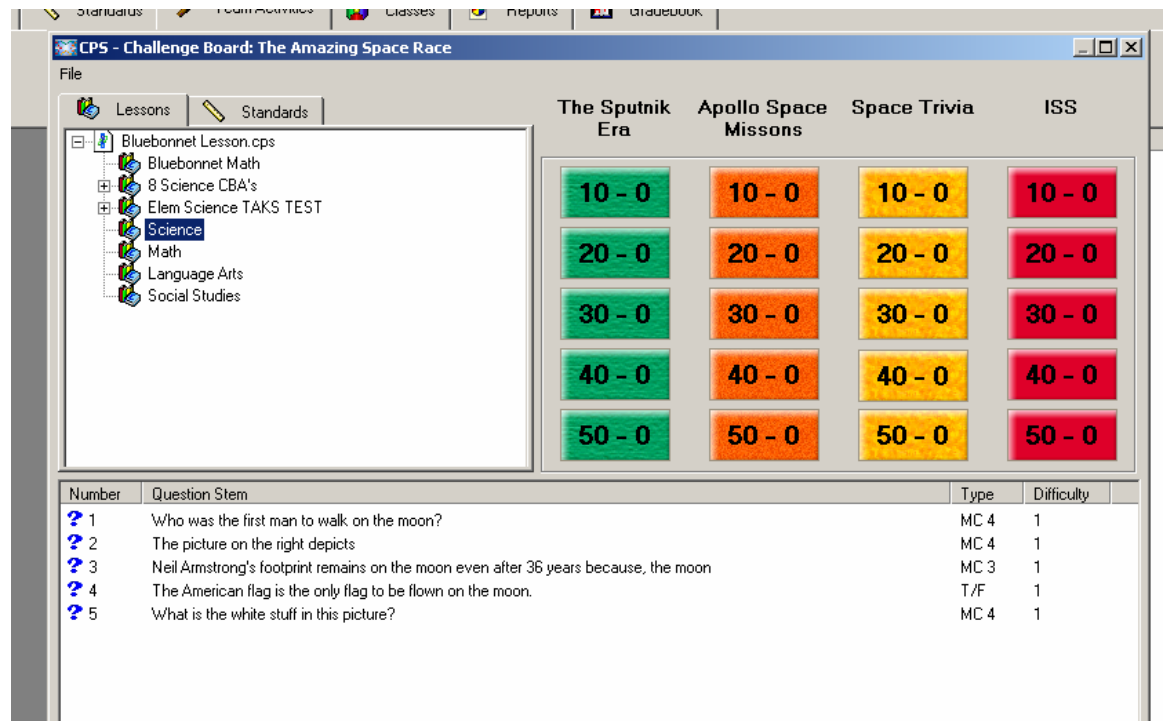 Standards Team Activities Classes Reports Gradebook
CPS - Challenge Board: The Amazing Space Race
File
Lessons Standards
Bluebonnet Lesson.cps
Bluebonnet Math
8 Science CBA's
Elem Science TAKS TEST
Science
Math
Language Arts
Social Studies
The Sputnik Era
Apollo Space Missons
Space Trivia
ISS
10 - 0 10 - 0 10 - 0 10 - 0
20 - 0 20 - 0 20 - 0 20 - 0
30 - 0 30 - 0 30 - 0 30 - 0
40 - 0 40 - 0 40 - 0 40 - 0
50 - 0 50 - 0 50 - 0 50 - 0
Number Question Stem Type Difficulty
? 1 Who was the first man to walk on the moon? MC 4 1
? 2 The picture on the right depicts MC 4 1
? 3 Neil Armstrong's footprint remains on the moon even after 36 years because, the moon MC 3 1
? 4 The American flag is the only flag to be flown on the moon. T/F 1
? 5 What is the white stuff in this picture? MC 4 1